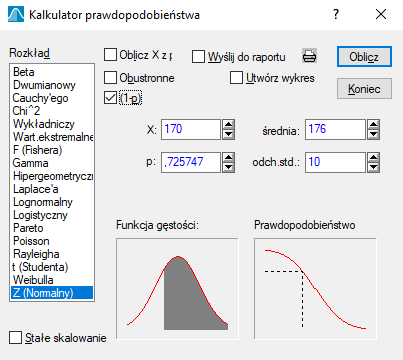 Kalkulator prawdopodobieństwa
?
Rozkład
Beta
Dwumianowy
Cauchy'ego
Chi^2
Wykładniczy
Wart.ekstremalne
F (Fishera)
Gamma
Hipergeometryczn
Laplace'a
Lognormalny
Logistyczny
Pareto
Poisson
Rayleigha
t (Studenta)
Weibulla
Z (Normalny)
Stałe skalowanie
Oblicz X z p
Wyślij do raportu
Oblicz
Obustronne
Utwórz wykres
Koniec
(1-p)
X: 170
średnia: 176
p: ,725747
odch.std.: 10
Funkcja gęstości:
Prawdopodobieństwo